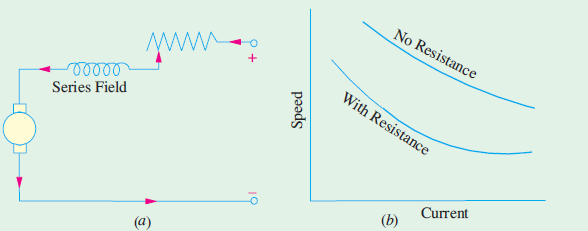 +
Series Field
−
(a)
No Resistance
With Resistance
Speed
Current
(b)